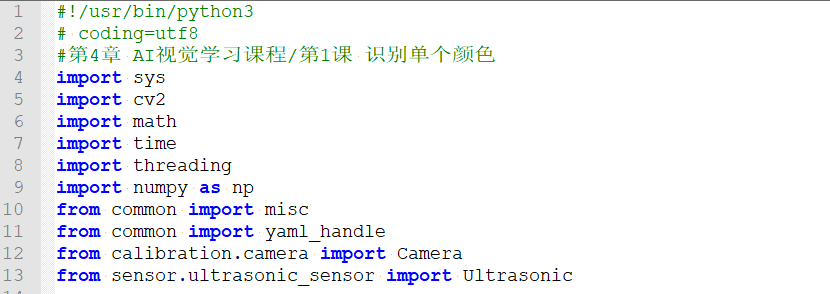 1 #!/usr/bin/python3
2 # coding=utf8
3 #第4章 AI视觉学习课程/第1课 识别单个颜色
4 import sys
5 import cv2
6 import math
7 import time
8 import threading
9 import numpy as np
10 from common import misc
11 from common import yaml_handle
12 from calibration.camera import Camera
13 from sensor.ultrasonic_sensor import Ultrasonic